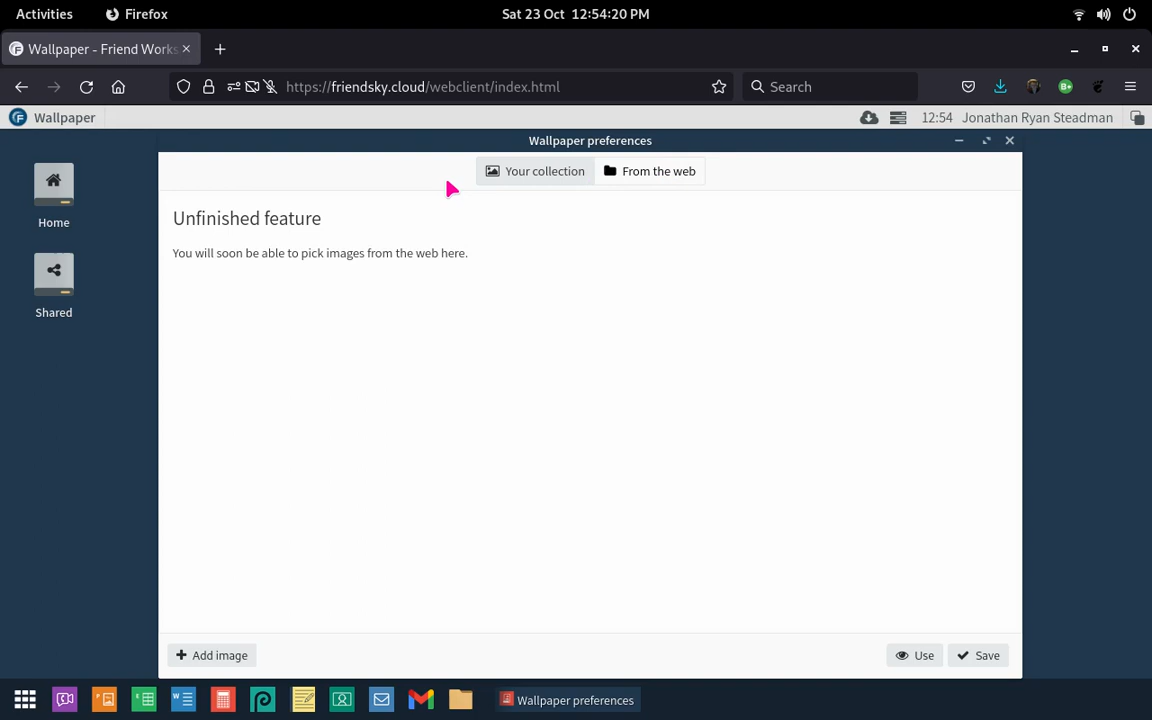 Activities Firefox Sat 23 Oct 12:54:20 PM
Wallpaper - Friend Works
https://friendsky.cloud/webclient/index.html Search
Wallpaper 12:54 Jonathan Ryan Steadman
Wallpaper preferences
Your collection From the web
Home
Unfinished feature
You will soon be able to pick images from the web here.
Shared
Add image Use Save
Wallpaper preferences